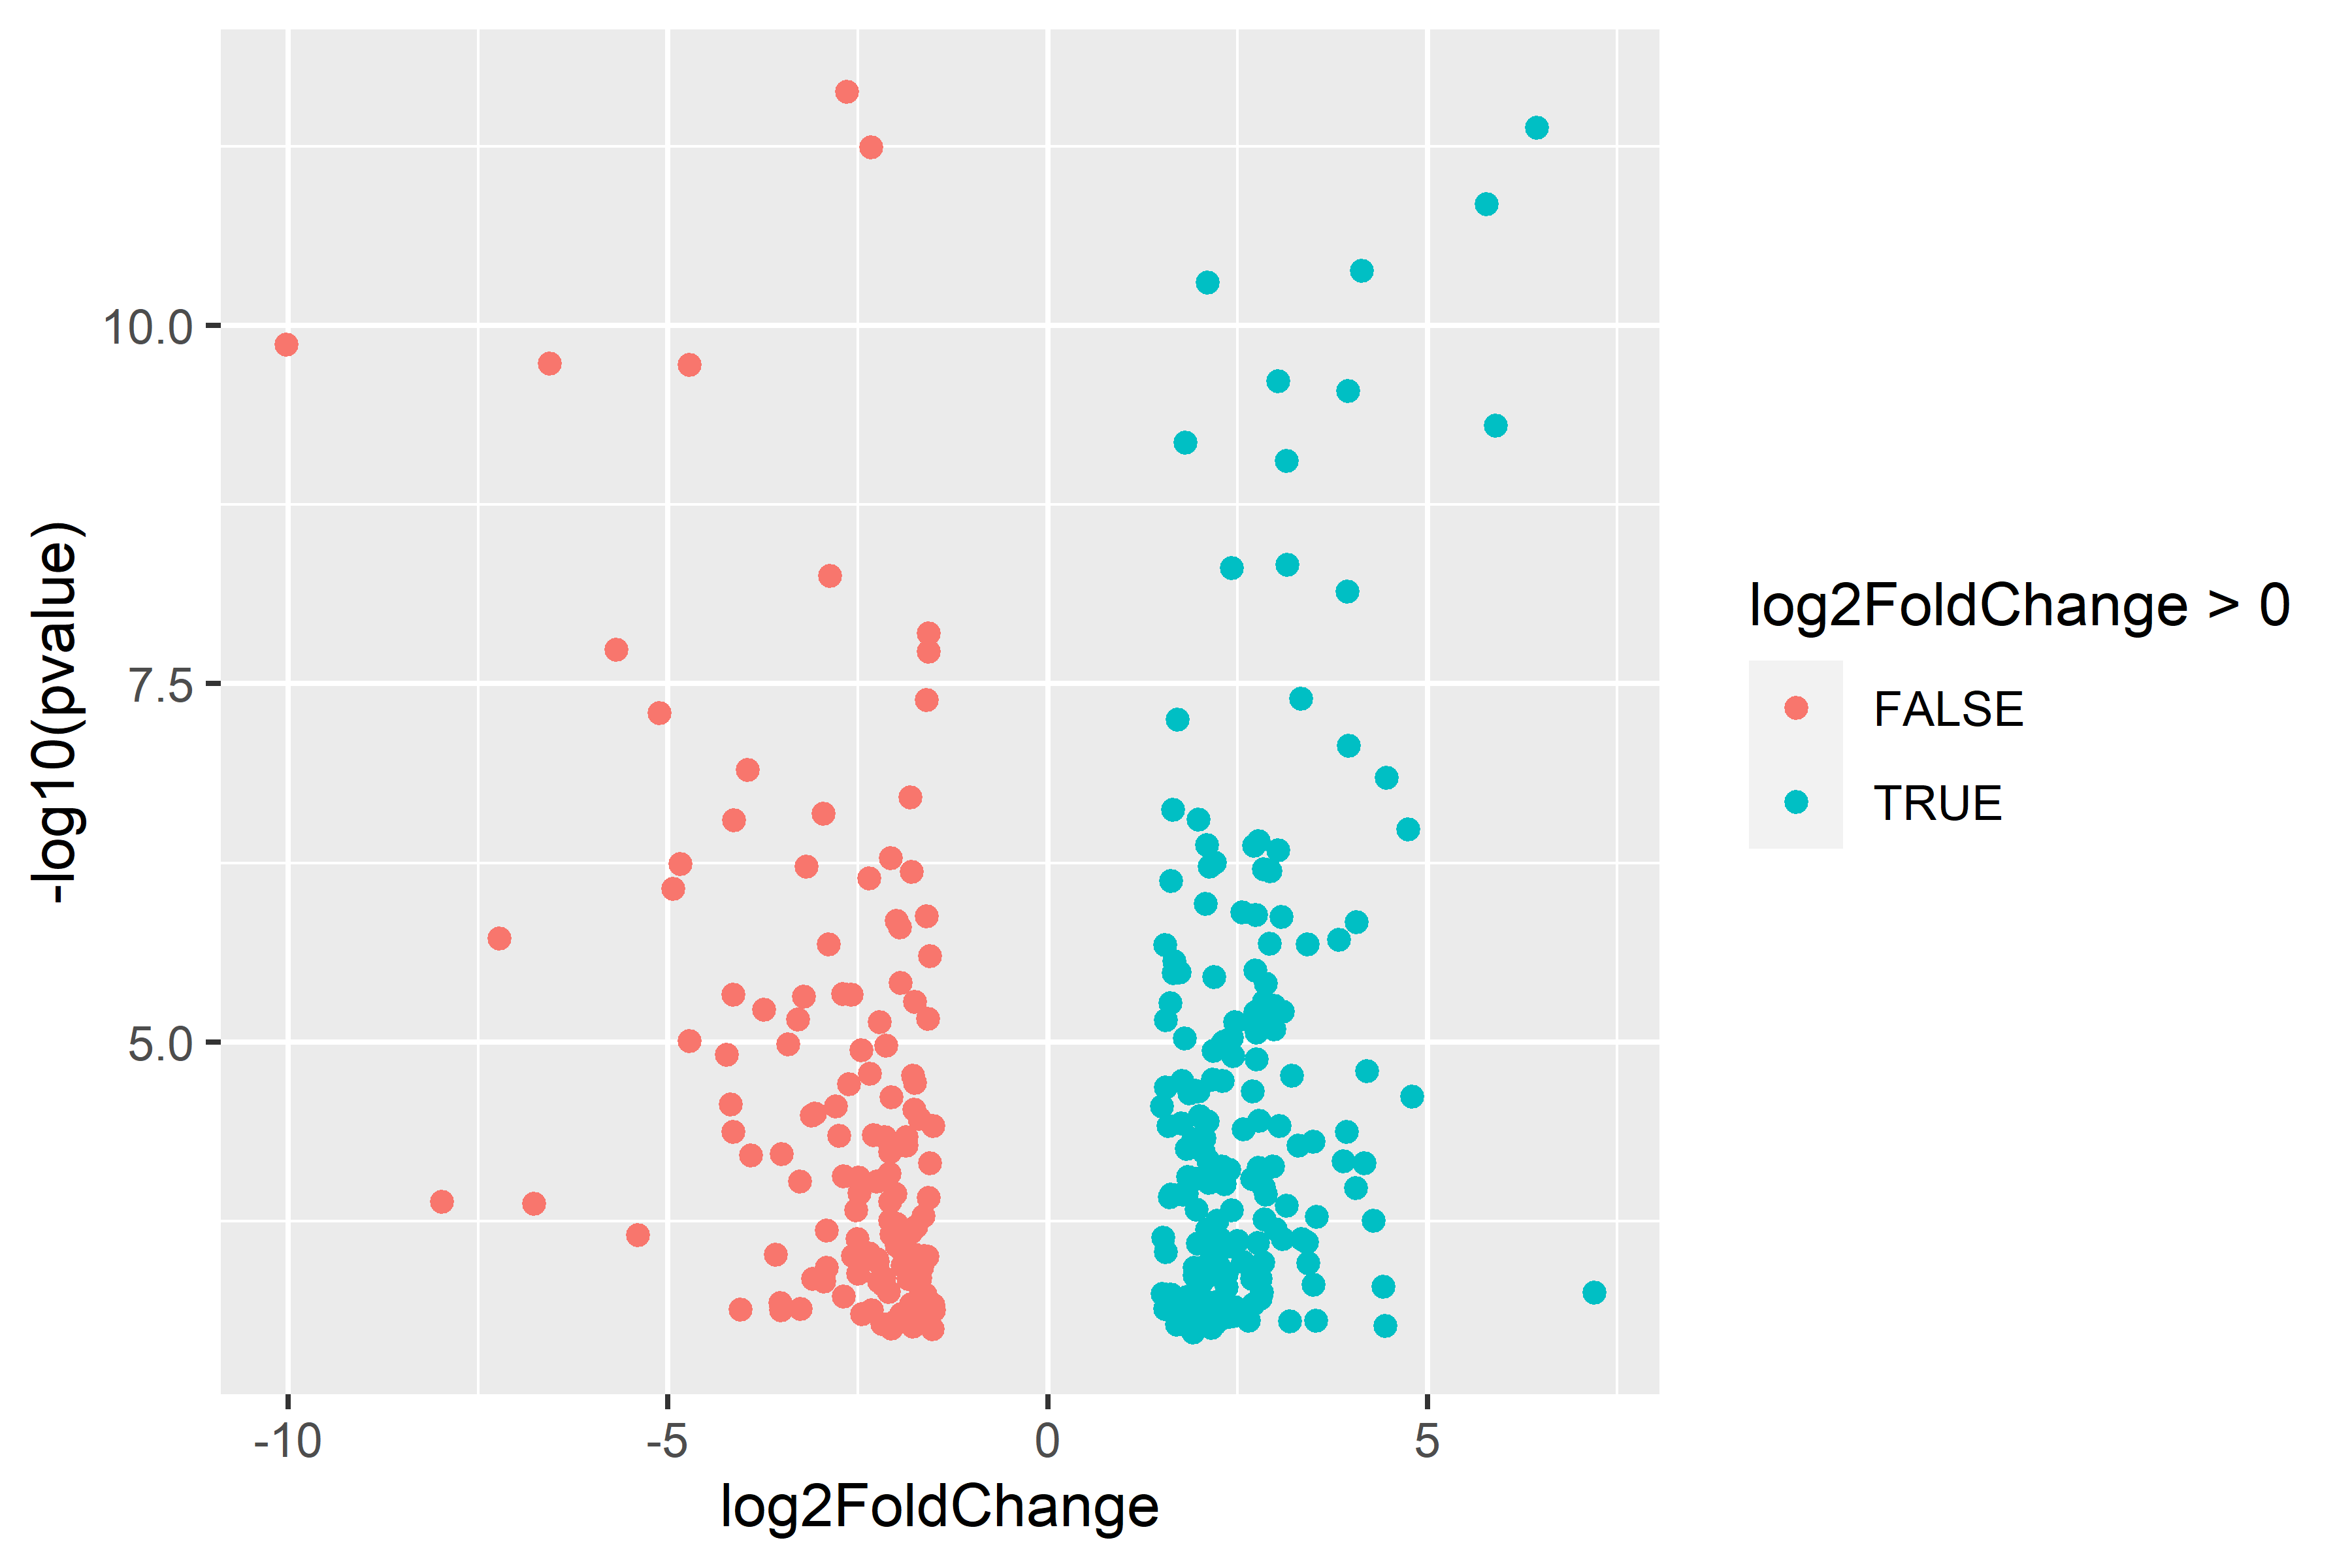 -log10(pvalue)
10.0
7.5
5.0
-10
-5
0
5
log2FoldChange
log2FoldChange > 0
FALSE
TRUE